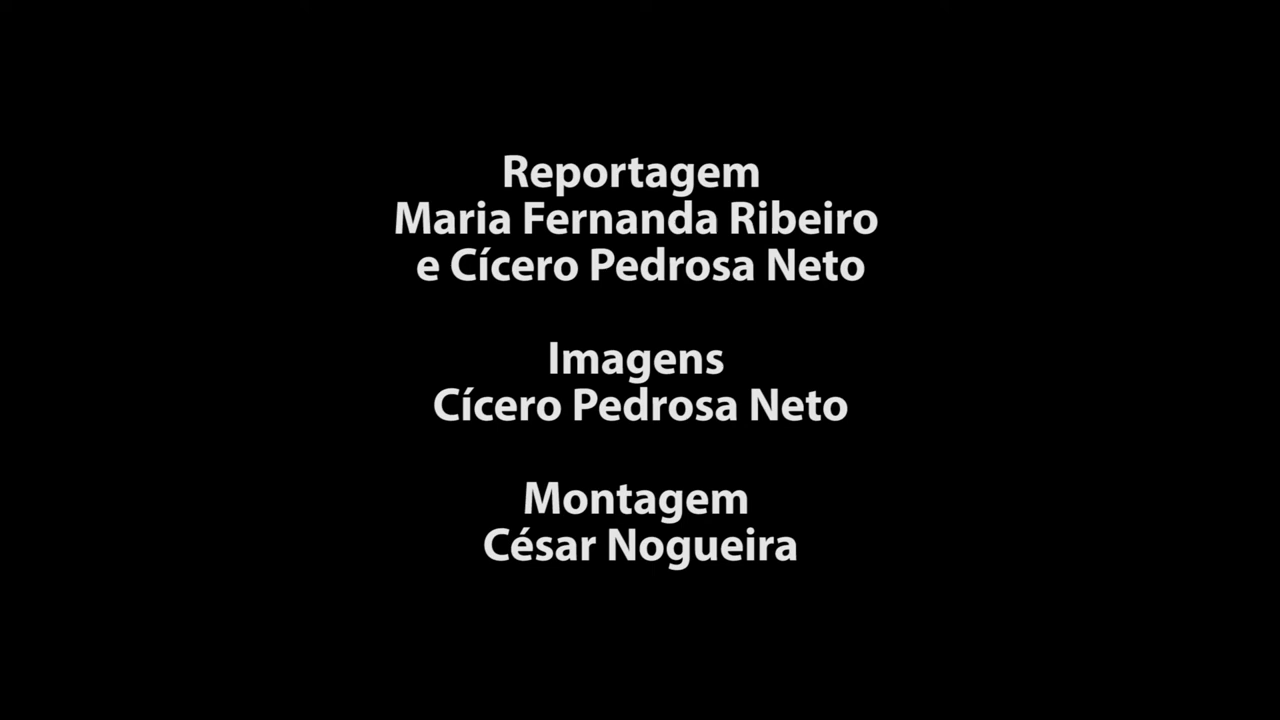 Reportagem
Maria Fernanda Ribeiro
e Cícero Pedrosa Neto
Imagens
Cícero Pedrosa Neto
Montagem
César Nogueira